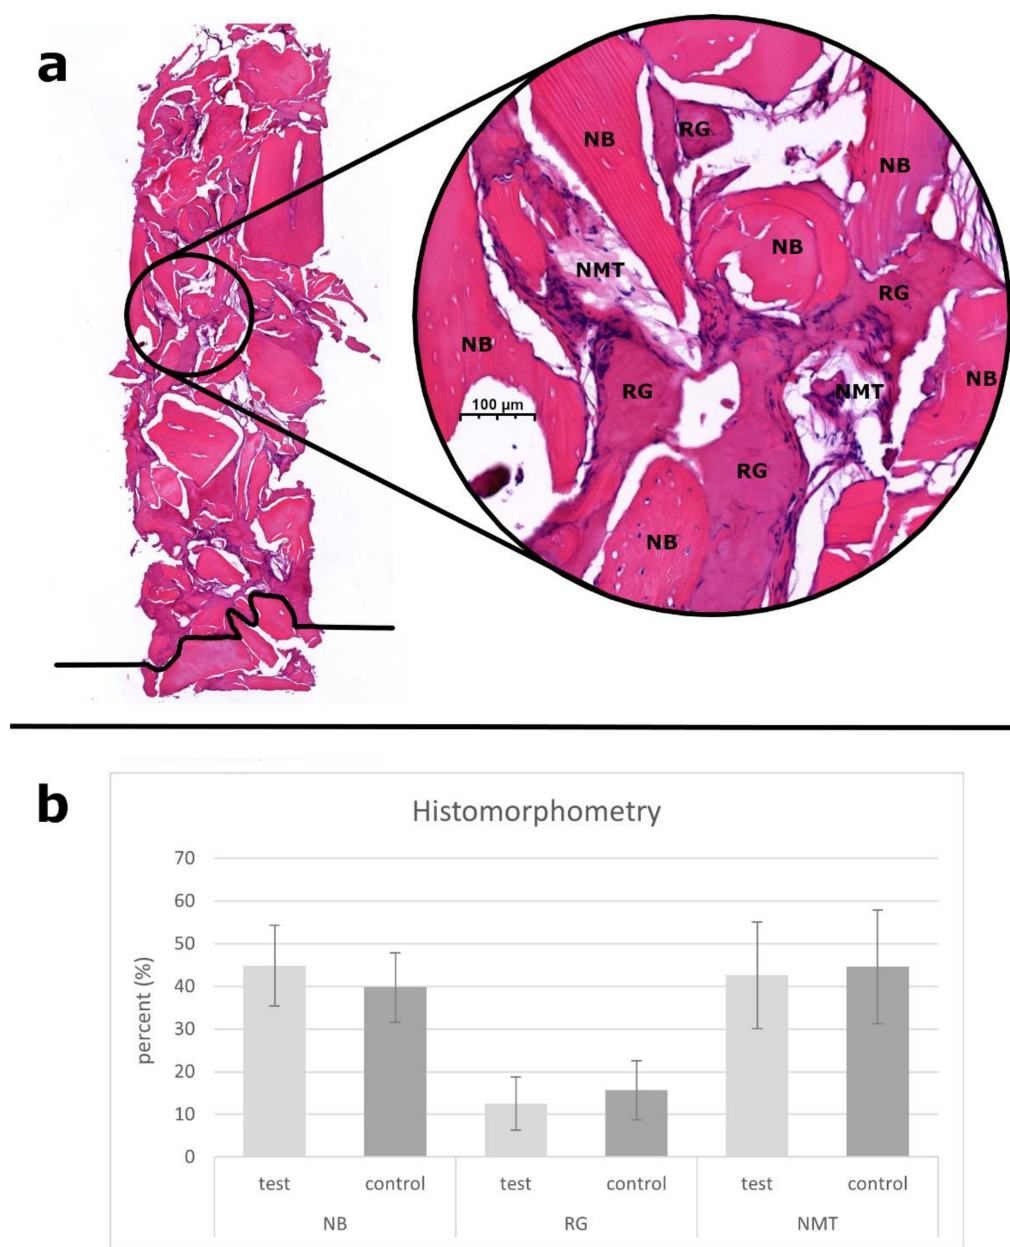 a
NB
RG
NB
NB
NMT
RG
NB
RG
NMT
NB
100 µm
RG
NB
b
Histomorphometry
70
60
50
40
30
20
10
0
percent (%)
test control test control test control
NB RG NMT